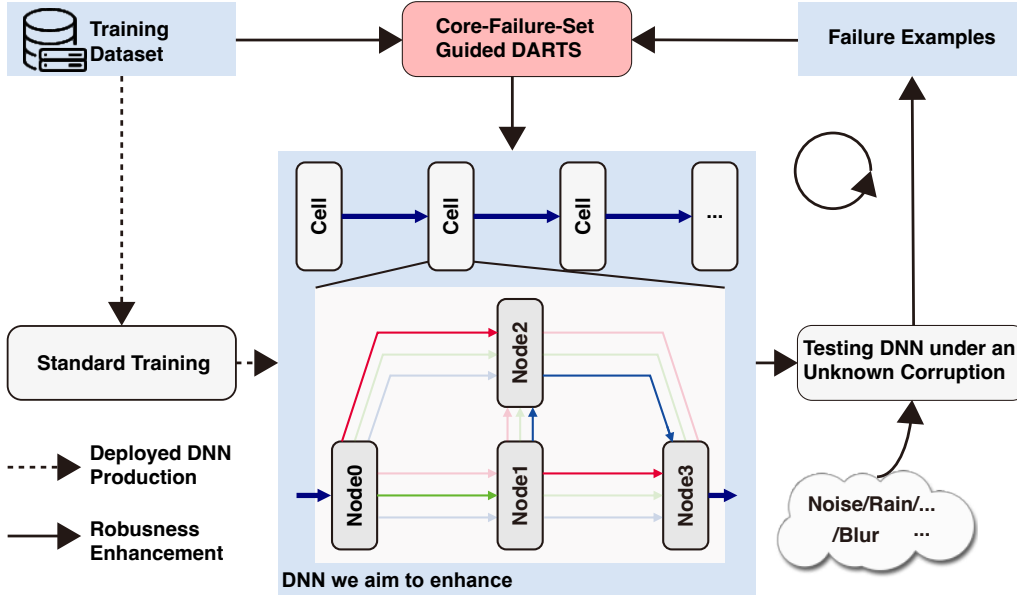 Training
Dataset
Core-Failure-Set
Guided DARTS
Failure Examples
Cell
Cell
Cell
...
Standard Training
Node2
Testing DNN under an
Unknown Corruption
Node0
Node1
Node3
Deployed DNN
Production
Robusness
Enhancement
Noise/Rain/...
/Blur ...
DNN we aim to enhance